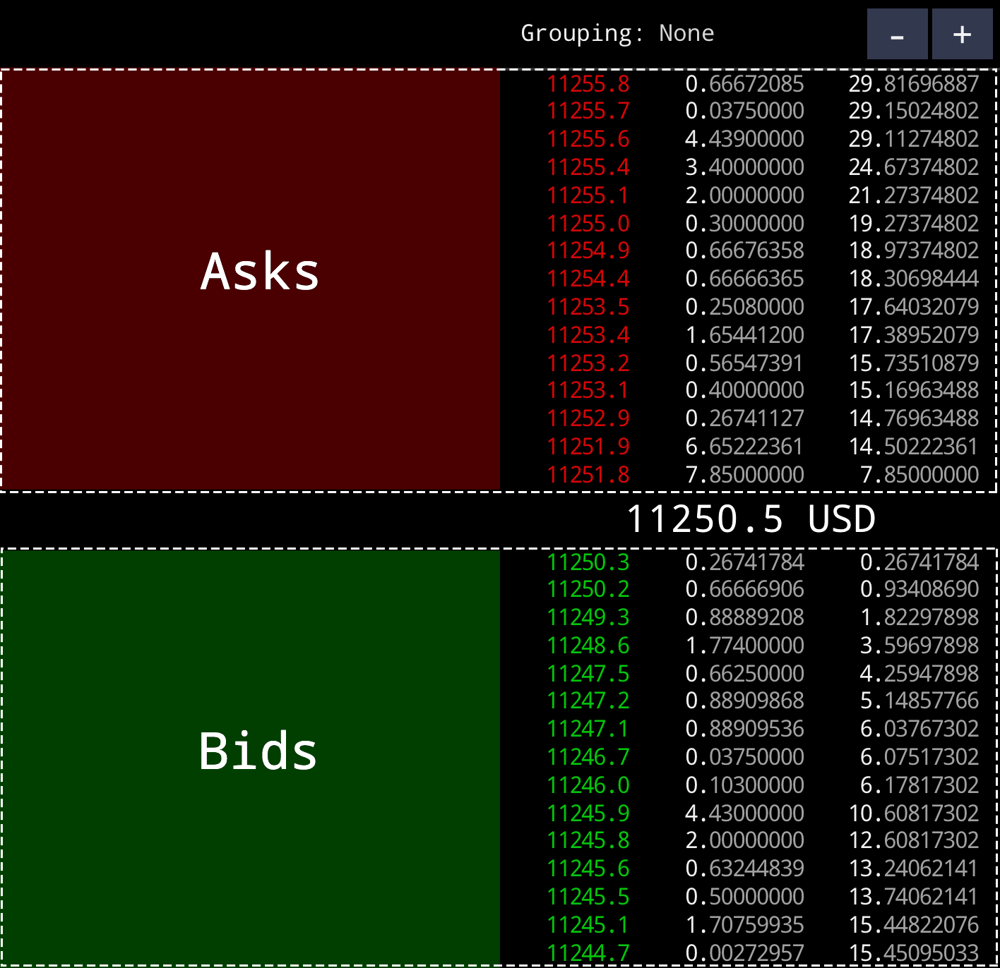 Grouping: None - +
11255.8 0.66672085 29.81696887
11255.7 0.03750000 29.15024802
11255.6 4.43900000 29.11274802
11255.4 3.40000000 24.67374802
11255.1 2.00000000 21.27374802
11255.0 0.30000000 19.27374802
11254.9 0.66676358 18.97374802
Asks
11254.4 0.66666365 18.30698444
11253.5 0.25080000 17.64032079
11253.4 1.65441200 17.38952079
11253.2 0.56547391 15.73510879
11253.1 0.40000000 15.16963488
11252.9 0.26741127 14.76963488
11251.9 6.65222361 14.50222361
11251.8 7.85000000 7.85000000
11250.5 USD
11250.3 0.26741784 0.26741784
11250.2 0.66666906 0.93408690
11249.3 0.88889208 1.82297898
11248.6 1.77400000 3.59697898
11247.5 0.66250000 4.25947898
11247.2 0.88909868 5.14857766
11247.1 0.88909536 6.03767302
Bids
11246.7 0.03750000 6.07517302
11246.0 0.10300000 6.17817302
11245.9 4.43000000 10.60817302
11245.8 2.00000000 12.60817302
11245.6 0.63244839 13.24062141
11245.5 0.50000000 13.74062141
11245.1 1.70759935 15.44822076
11244.7 0.00272957 15.45095033